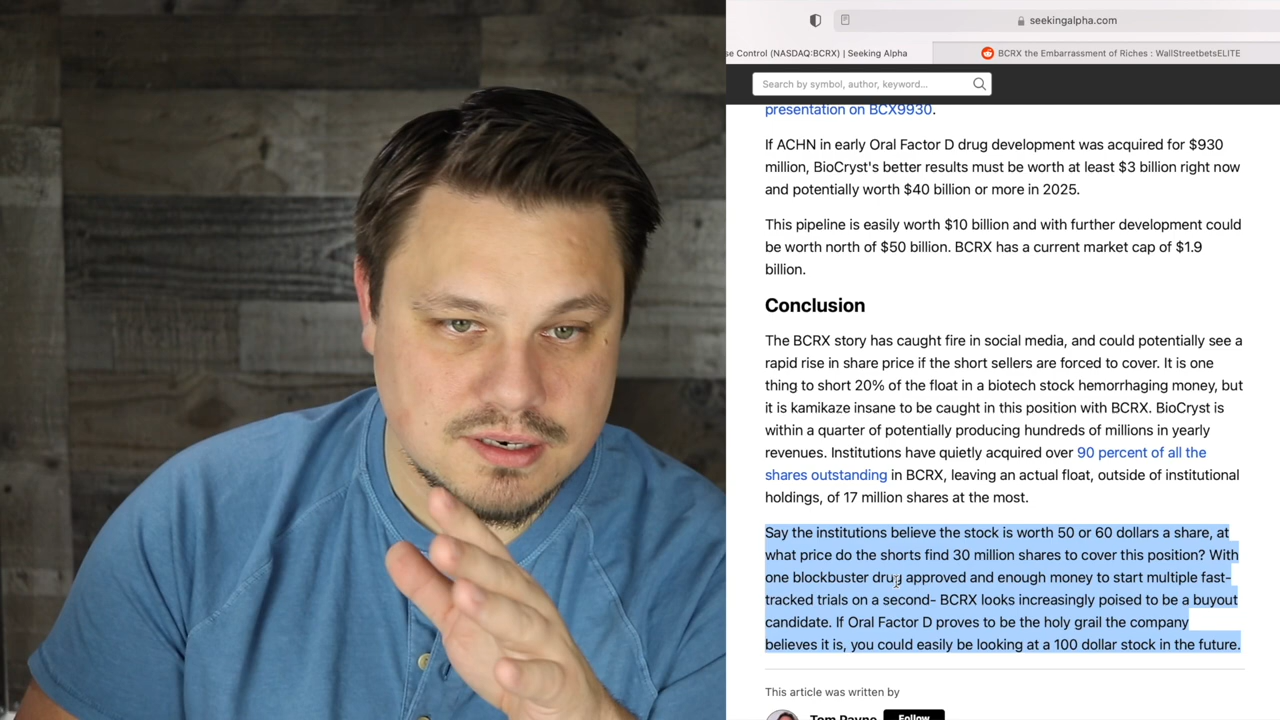 seekingalpha.com
se Control (NASDAQ:BCRX) | Seeking Alpha
BCRX the Embarrassment of Riches : WallStreetbetsELITE
Search by symbol, author, keyword...
presentation on BCX9930.
If ACHN in early Oral Factor D drug development was acquired for $930
million, BioCryst's better results must be worth at least $3 billion right now
and potentially worth $40 billion or more in 2025.
This pipeline is easily worth $10 billion and with further development could
be worth north of $50 billion. BCRX has a current market cap of $1.9
billion.
Conclusion
The BCRX story has caught fire in social media, and could potentially see a
rapid rise in share price if the short sellers are forced to cover. It is one
thing to short 20% of the float in a biotech stock hemorrhaging money, but
it is kamikaze insane to be caught in this position with BCRX. BioCryst is
within a quarter of potentially producing hundreds of millions in yearly
revenues. Institutions have quietly acquired over 90 percent of all the
shares outstanding in BCRX, leaving an actual float, outside of institutional
holdings, of 17 million shares at the most.
Say the institutions believe the stock is worth 50 or 60 dollars a share, at
what price do the shorts find 30 million shares to cover this position? With
one blockbuster drug approved and enough money to start multiple fast-
tracked trials on a second- BCRX looks increasingly poised to be a buyout
candidate. If Oral Factor D proves to be the holy grail the company
believes it is, you could easily be looking at a 100 dollar stock in the future.
This article was written by
Tom Payne
Follow